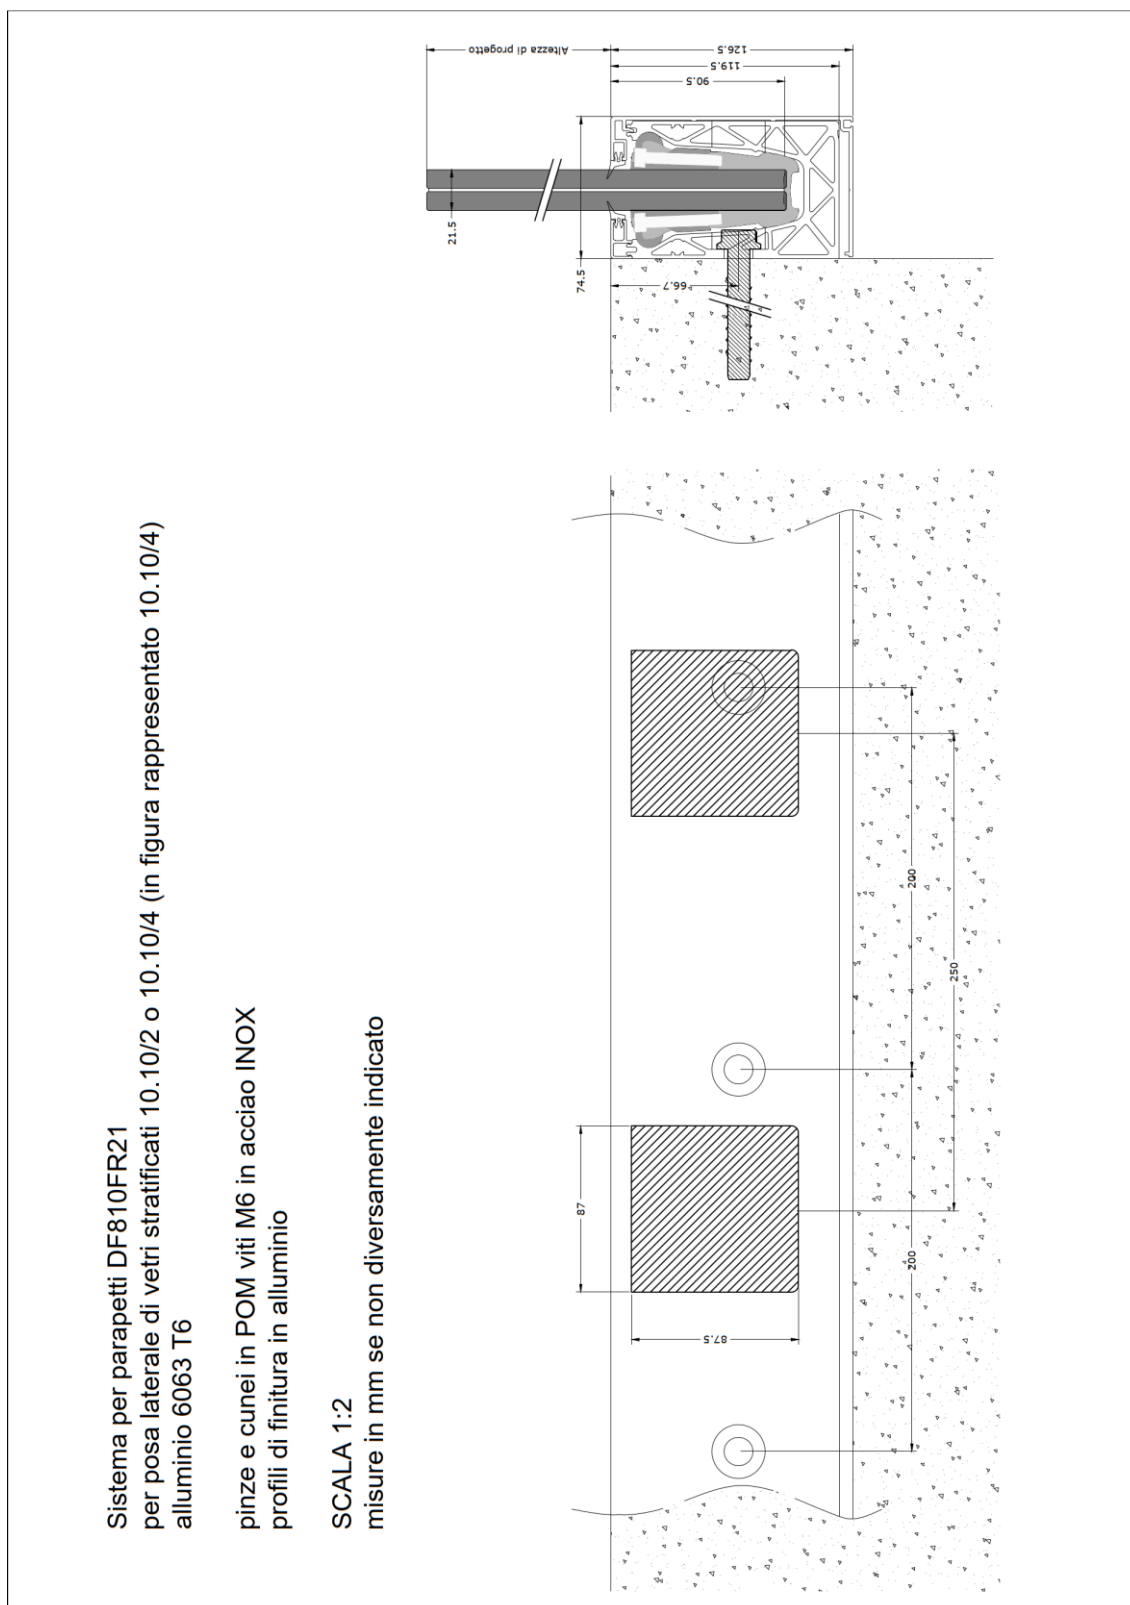 Sistema per parapetti DF810FR21
per posa laterale di vetri stratificati 10.10/2 o 10.10/4 (in figura rappresentato 10.10/4)
alluminio 6063 T6
pinze e cunei in POM viti M6 in acciao INOX
profili di finitura in alluminio
SCALA 1:2
misure in mm se non diversamente indicato
Altezza di progetto
126.5
119.5
90.5
21.5
74.5
66.7
87
87.5
200
250
200